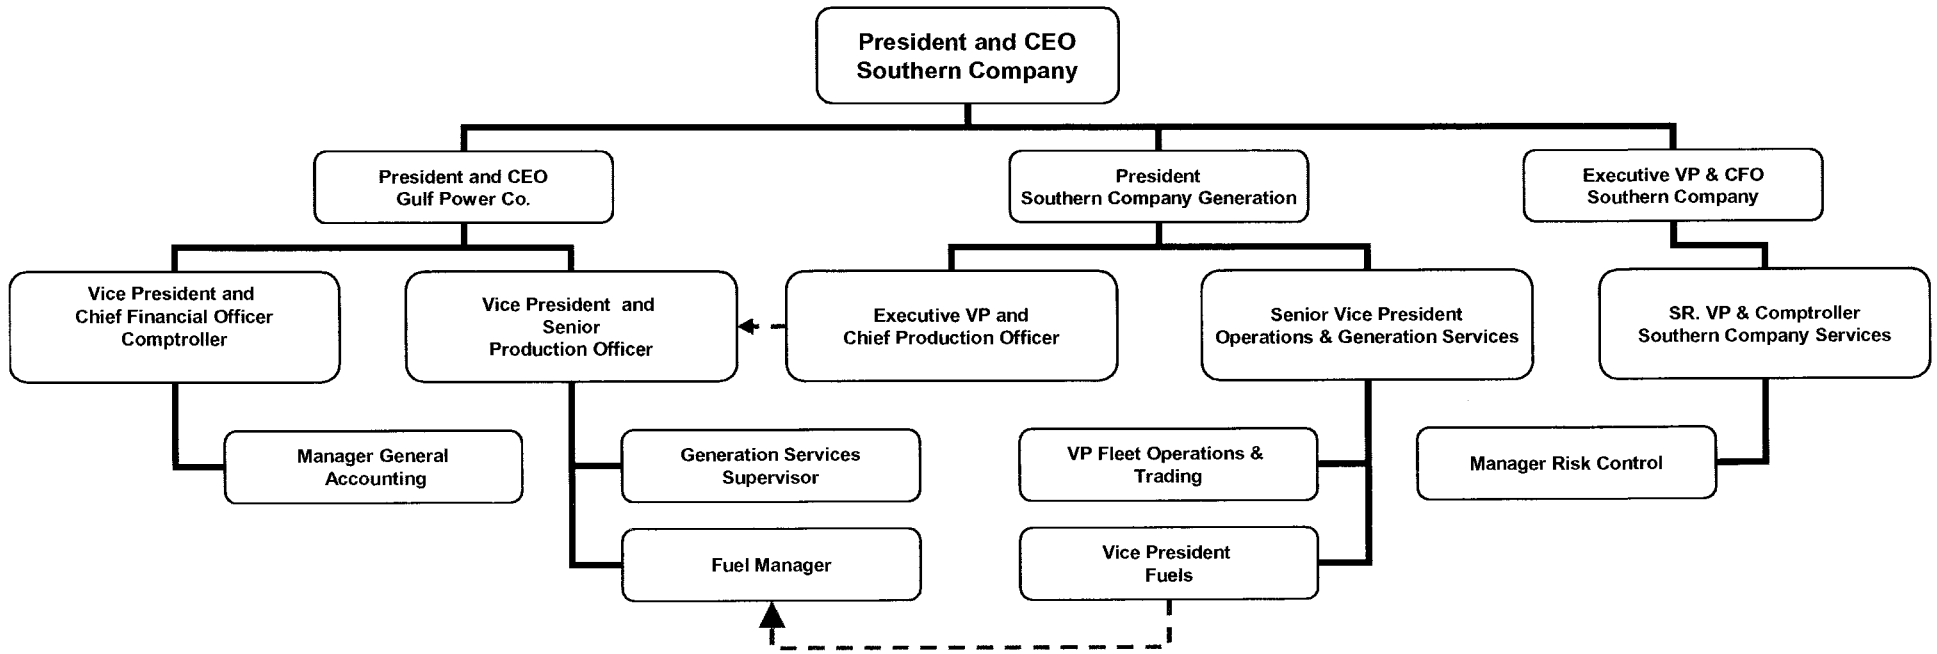 President and CEO
Southern Company
President and CEO
Gulf Power Co.
President
Southern Company Generation
Executive VP & CFO
Southern Company
Vice President and
Chief Financial Officer
Comptroller
Vice President and
Senior
Production Officer
Executive VP and
Chief Production Officer
Senior Vice President
Operations & Generation Services
SR. VP & Comptroller
Southern Company Services
Manager General
Accounting
Generation Services
Supervisor
VP Fleet Operations &
Trading
Manager Risk Control
Fuel Manager
Vice President
Fuels